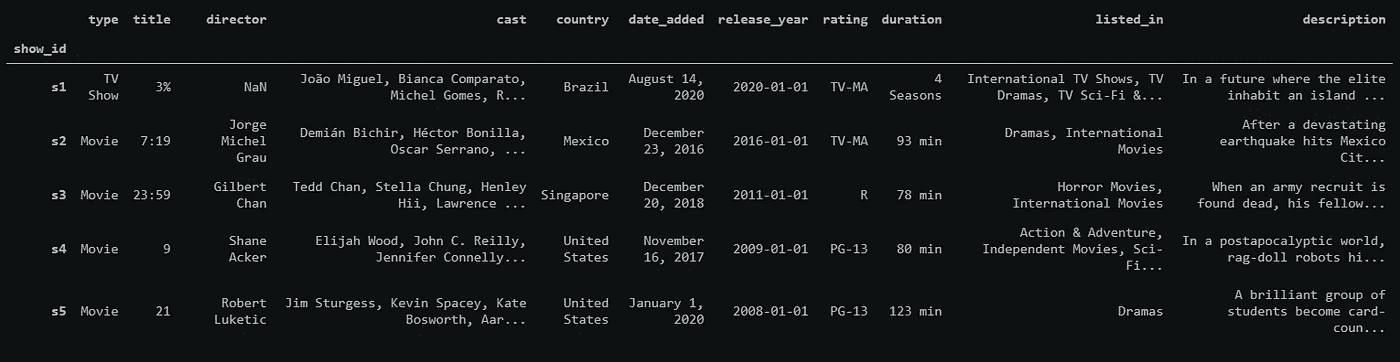 type title director cast country date_added release_year rating duration listed_in description
show_id
s1 TV Show 3% NaN João Miguel, Bianca Comparato, Michel Gomes, R... Brazil August 14, 2020 2020-01-01 TV-MA 4 Seasons International TV Shows, TV Dramas, TV Sci-Fi &... In a future where the elite inhabit an island ...
s2 Movie 7:19 Jorge Michel Grau Demián Bichir, Héctor Bonilla, Oscar Serrano, ... Mexico December 23, 2016 2016-01-01 TV-MA 93 min Dramas, International Movies After a devastating earthquake hits Mexico Cit...
s3 Movie 23:59 Gilbert Chan Tedd Chan, Stella Chung, Henley Hii, Lawrence ... Singapore December 20, 2018 2011-01-01 R 78 min Horror Movies, International Movies When an army recruit is found dead, his fellow...
s4 Movie 9 Shane Acker Elijah Wood, John C. Reilly, Jennifer Connelly... United States November 16, 2017 2009-01-01 PG-13 80 min Action & Adventure, Independent Movies, Sci-Fi... In a postapocalyptic world, rag-doll robots hi...
s5 Movie 21 Robert Luketic Jim Sturgess, Kevin Spacey, Kate Bosworth, Aar... United States January 1, 2020 2008-01-01 PG-13 123 min Dramas A brilliant group of students become card-coun...